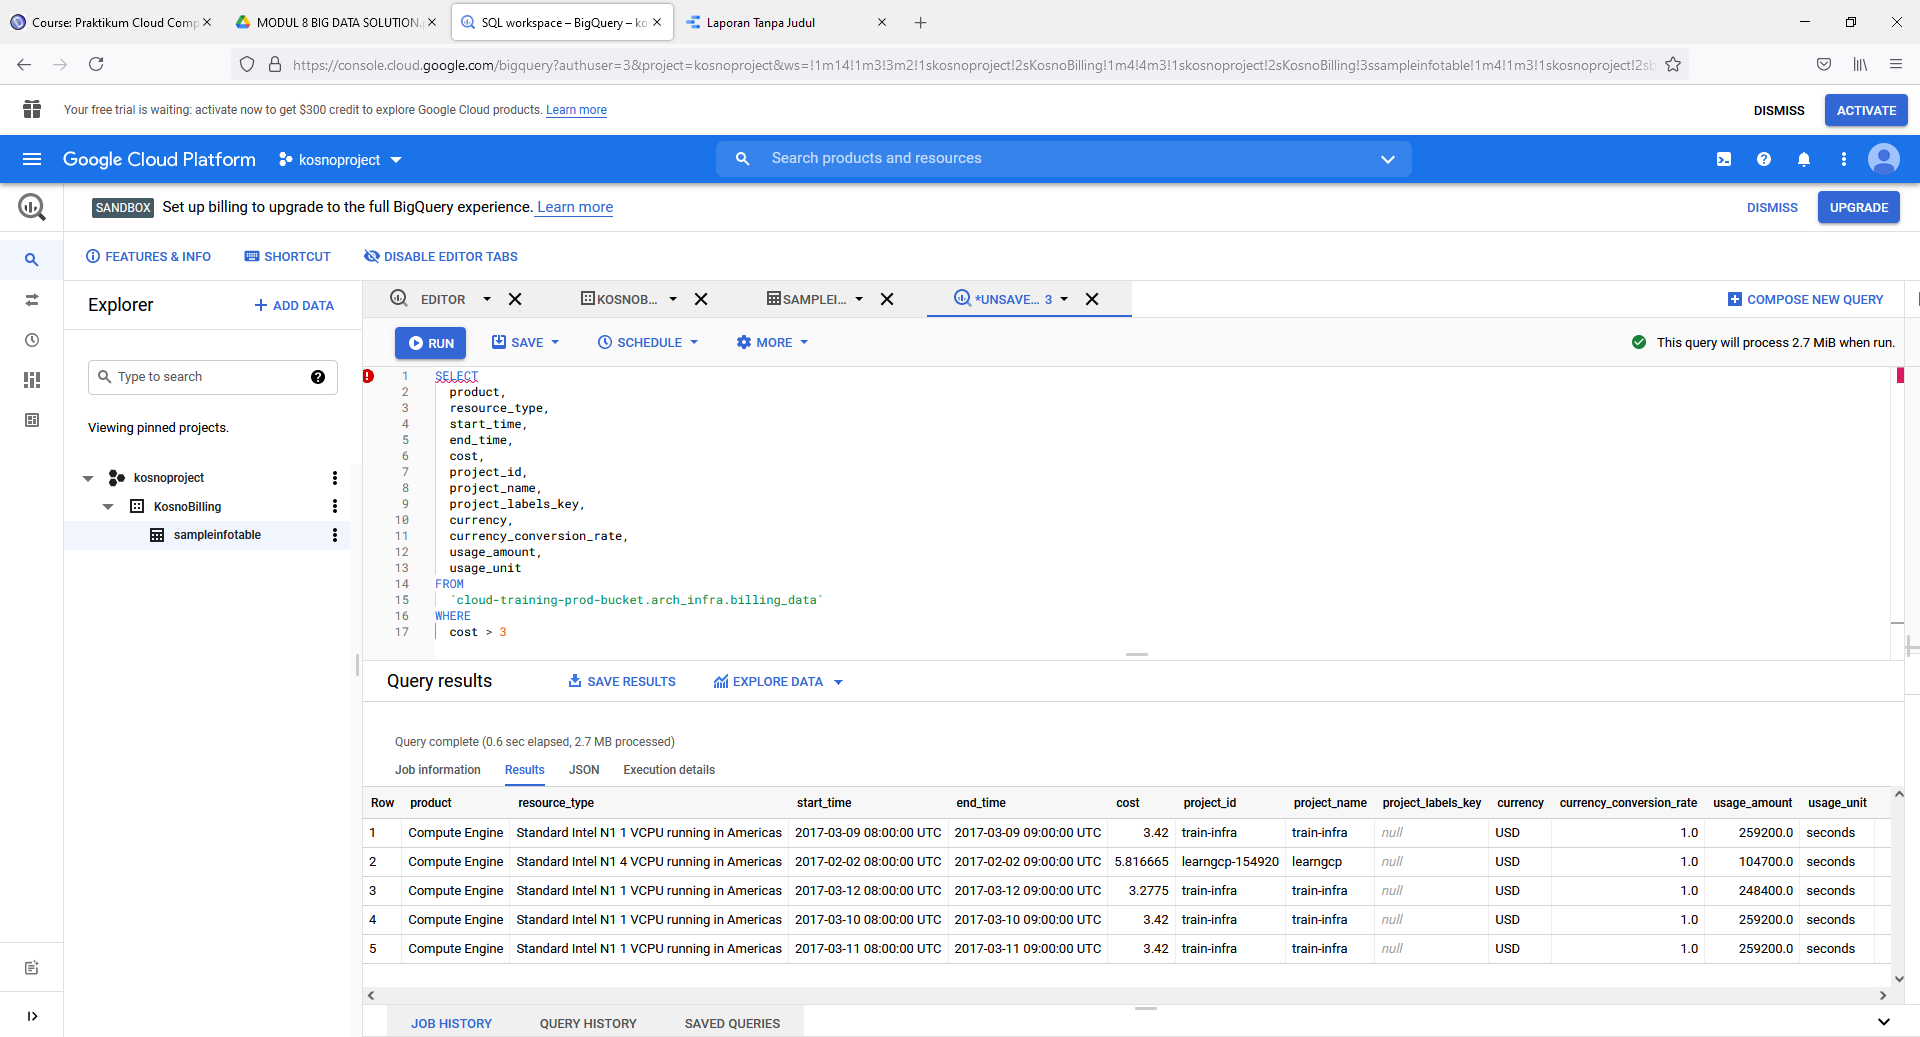 Course: Praktikum Cloud Comp
MODUL 8 BIG DATA SOLUTION.
SQL workspace – BigQuery – ko
Laporan Tanpa Judul
https://console.cloud.google.com/bigquery?authuser=3&project=kosnoproject&ws=!1m14!1m3!3m2!1skosnoproject!2sKosnoBilling!1m4!4m3!1skosnoproject!2sKosnoBilling!3ssampleinfotable!1m4!1m3!1skosnoproject!2sb
Your free trial is waiting: activate now to get $300 credit to explore Google Cloud products. Learn more
DISMISS
ACTIVATE
Google Cloud Platform
kosnoproject
Search products and resources
SANDBOX Set up billing to upgrade to the full BigQuery experience. Learn more
DISMISS
UPGRADE
FEATURES & INFO
SHORTCUT
DISABLE EDITOR TABS
Explorer
+ ADD DATA
EDITOR
KOSNOB...
SAMPLEI...
*UNSAVE... 3
COMPOSE NEW QUERY
RUN
SAVE
SCHEDULE
MORE
This query will process 2.7 MiB when run.
Type to search
Viewing pinned projects.
kosnoproject
KosnoBilling
sampleinfotable
1 SELECT
2 product,
3 resource_type,
4 start_time,
5 end_time,
6 cost,
7 project_id,
8 project_name,
9 project_labels_key,
10 currency,
11 currency_conversion_rate,
12 usage_amount,
13 usage_unit
14 FROM
15 `cloud-training-prod-bucket.arch_infra.billing_data`
16 WHERE
17 cost > 3
Query results
SAVE RESULTS
EXPLORE DATA
Query complete (0.6 sec elapsed, 2.7 MB processed)
Job information
Results
JSON
Execution details
Row product resource_type start_time end_time cost project_id project_name project_labels_key currency currency_conversion_rate usage_amount usage_unit
1 Compute Engine Standard Intel N1 1 VCPU running in Americas 2017-03-09 08:00:00 UTC 2017-03-09 09:00:00 UTC 3.42 train-infra train-infra null USD 1.0 259200.0 seconds
2 Compute Engine Standard Intel N1 4 VCPU running in Americas 2017-02-02 08:00:00 UTC 2017-02-02 09:00:00 UTC 5.816665 learngcp-154920 learngcp null USD 1.0 104700.0 seconds
3 Compute Engine Standard Intel N1 1 VCPU running in Americas 2017-03-12 08:00:00 UTC 2017-03-12 09:00:00 UTC 3.2775 train-infra train-infra null USD 1.0 248400.0 seconds
4 Compute Engine Standard Intel N1 1 VCPU running in Americas 2017-03-10 08:00:00 UTC 2017-03-10 09:00:00 UTC 3.42 train-infra train-infra null USD 1.0 259200.0 seconds
5 Compute Engine Standard Intel N1 1 VCPU running in Americas 2017-03-11 08:00:00 UTC 2017-03-11 09:00:00 UTC 3.42 train-infra train-infra null USD 1.0 259200.0 seconds
JOB HISTORY
QUERY HISTORY
SAVED QUERIES